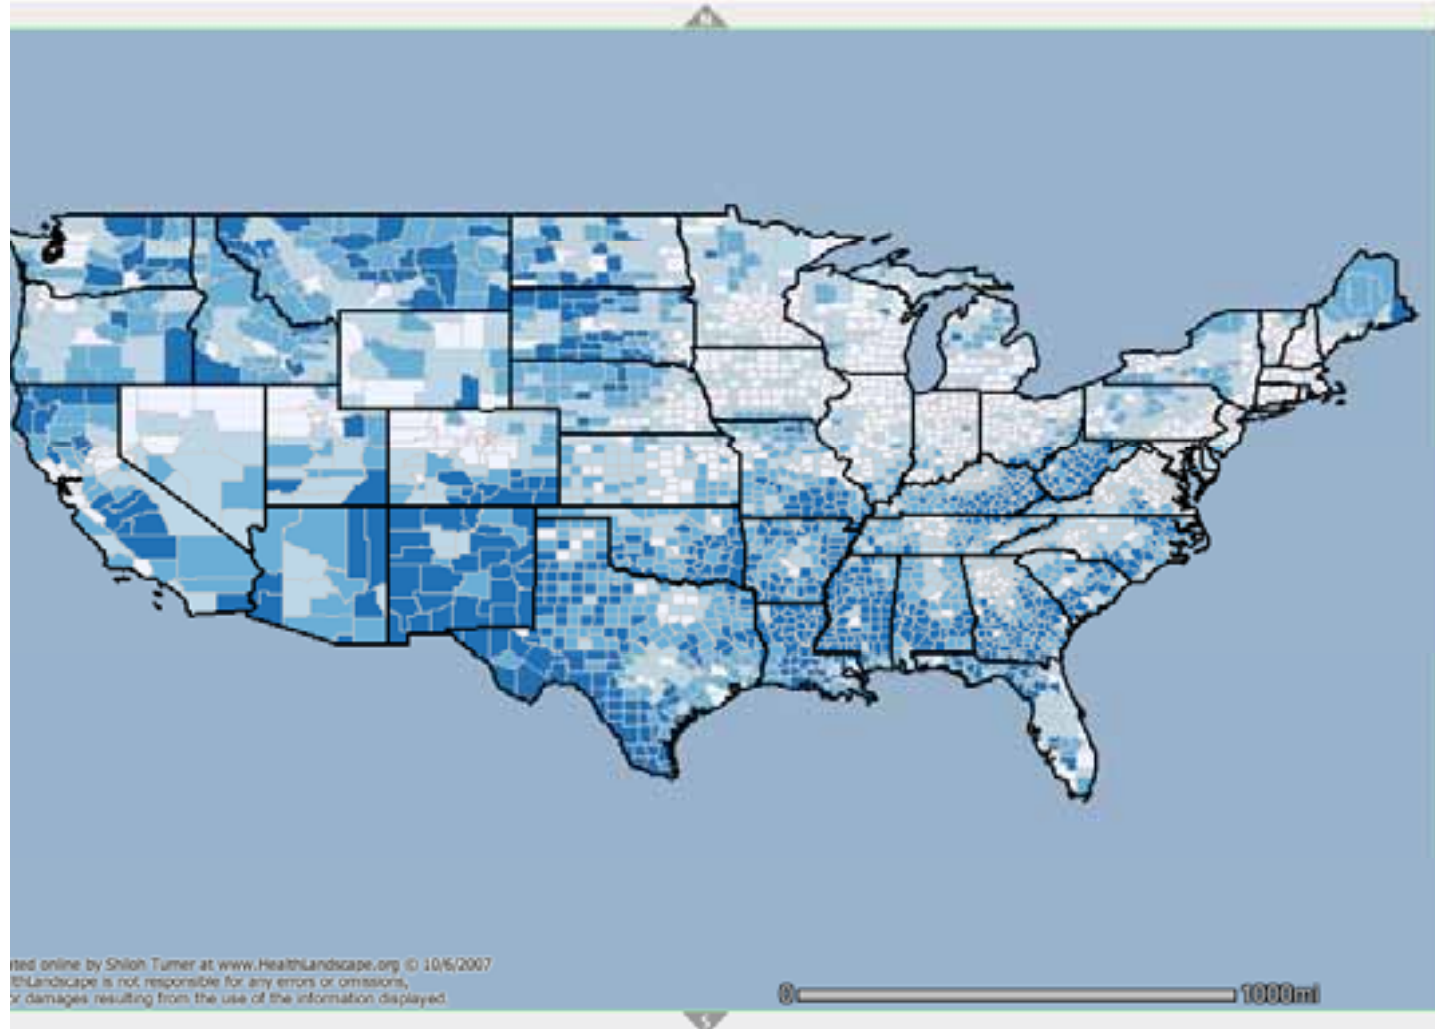 N
ated online by Shiloh Turner at www.HealthLandscape.org © 10/6/2007
thLandscape is not responsible for any errors or omissions,
or damages resulting from the use of the information displayed.
0 1000mi
S